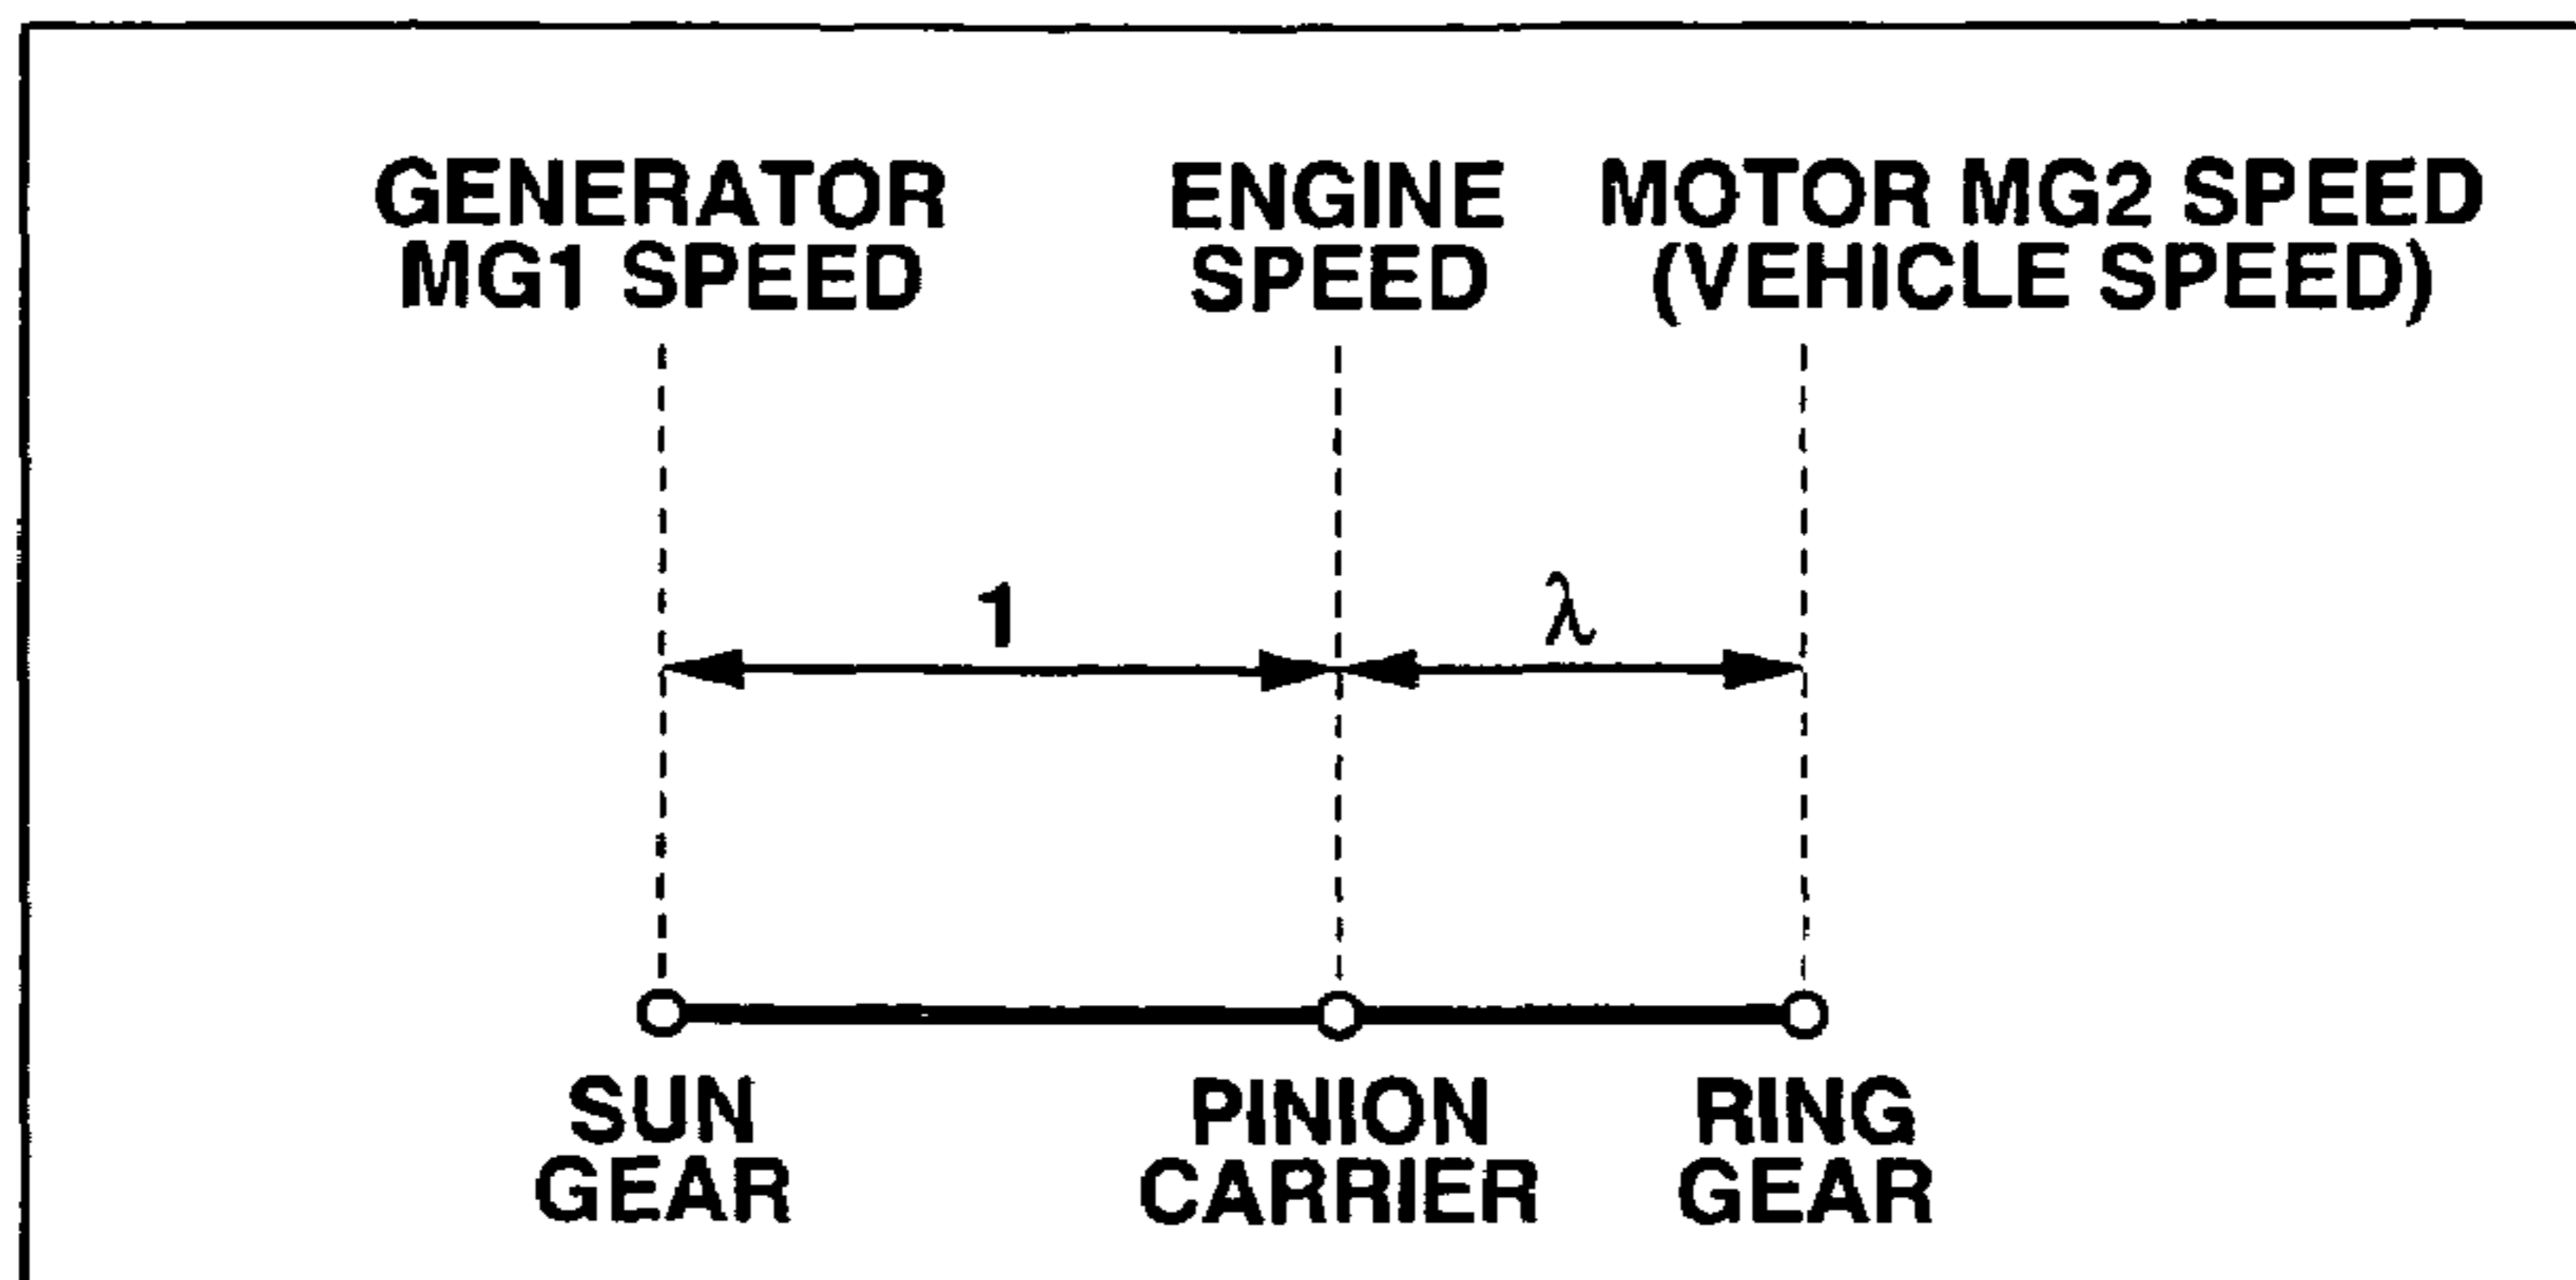 GENERATOR
MG1 SPEED
ENGINE
SPEED
MOTOR MG2 SPEED
(VEHICLE SPEED)
1
λ
SUN
GEAR
PINION
CARRIER
RING
GEAR